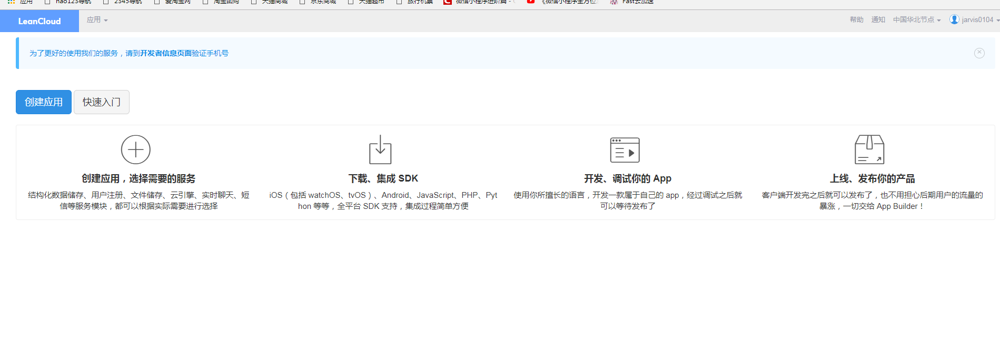 应用 hao123导航 2345导航 爱淘宝网 淘宝团购 天猫商城 京东商城 天猫超市 旅行机票 微信小程序进阶篇 - 《微信小程序全方位 Fast云加速
LeanCloud 应用 帮助 通知 中国华北节点 jarvis0104
为了更好的使用我们的服务，请到开发者信息页面验证手机号
创建应用 快速入门
创建应用，选择需要的服务
结构化数据储存、用户注册、文件储存、云引擎、实时聊天、短
信等服务模块，都可以根据实际需要进行选择
下载、集成 SDK
iOS（包括 watchOS、tvOS）、Android、JavaScript、PHP、Pyt
hon 等等，全平台 SDK 支持，集成过程简单方便
开发、调试你的 App
使用你所擅长的语言，开发一款属于自己的 app，经过调试之后就
可以等待发布了
上线、发布你的产品
客户端开发完之后就可以发布了，也不用担心后期用户的流量的
暴涨，一切交给 App Builder！